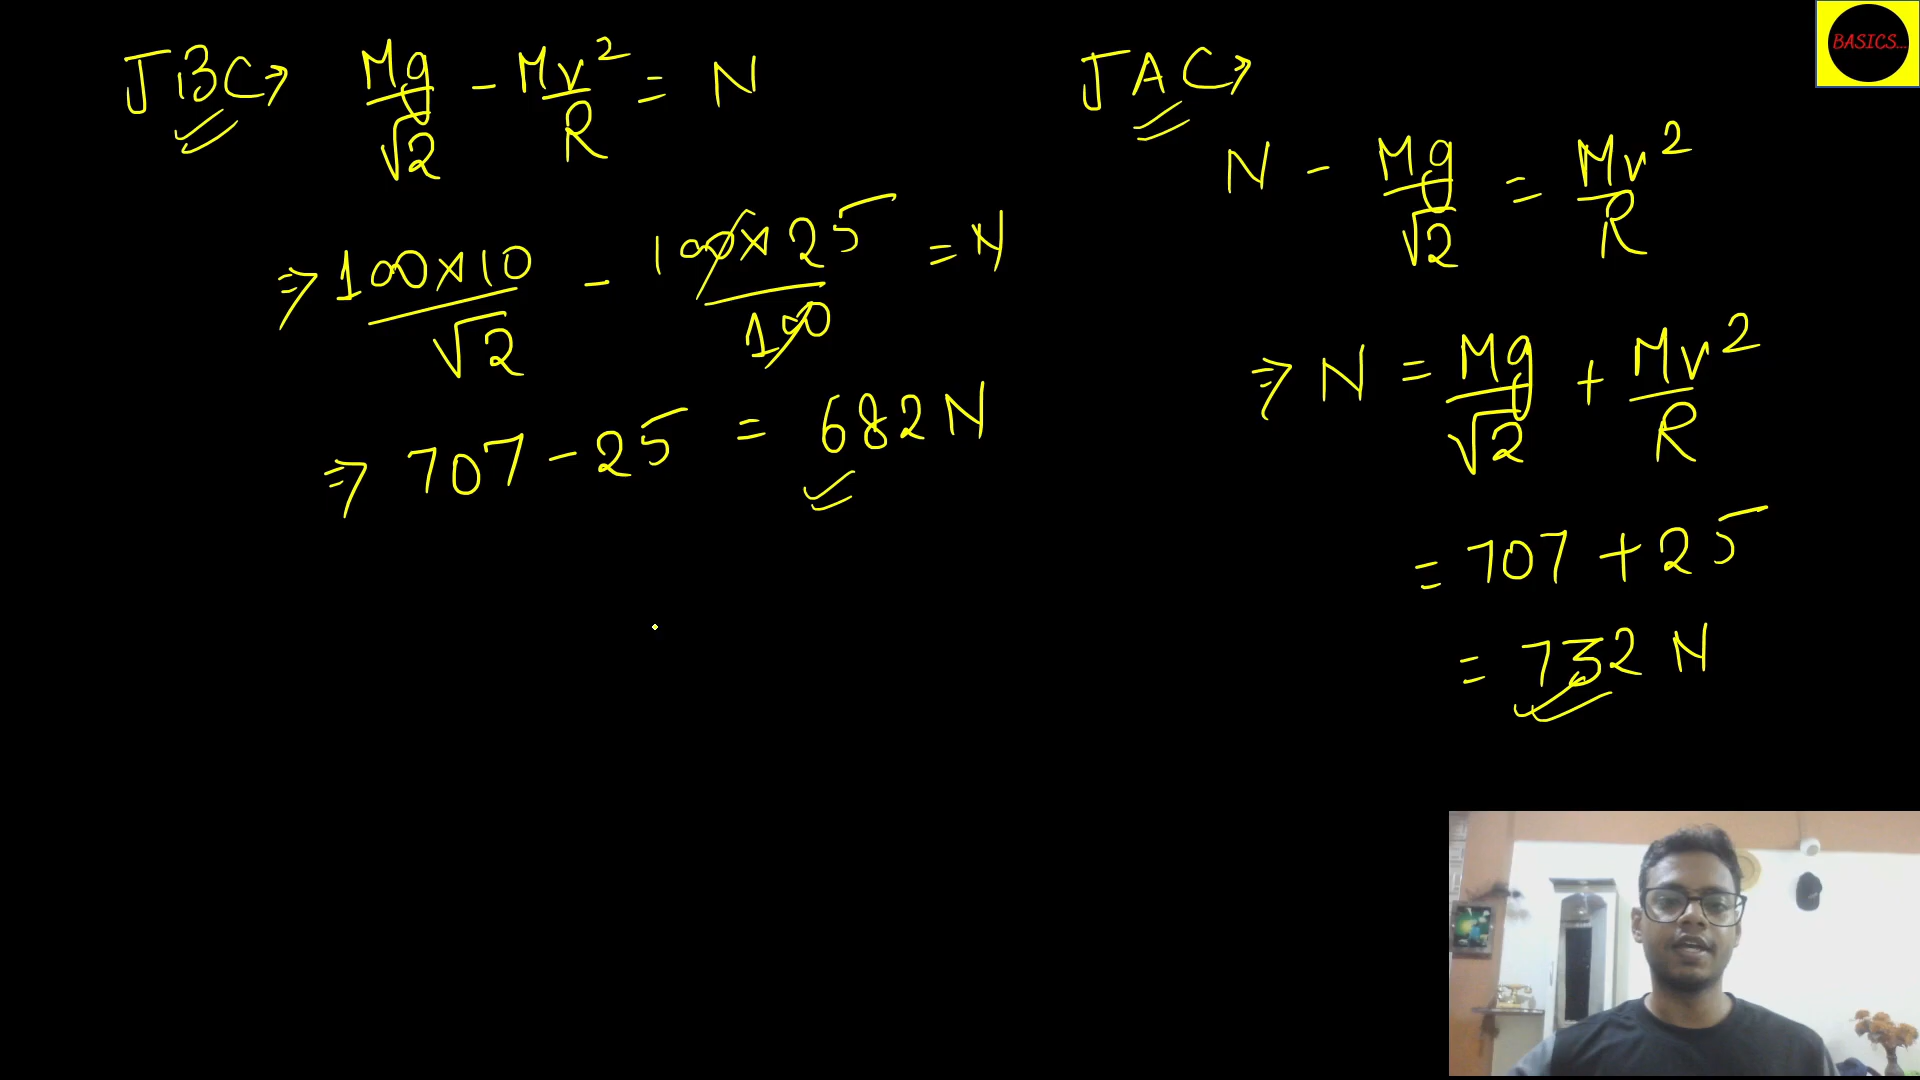 JBC → Mg/√2 - Mv²/R = N
⇒ 100×10/√2 - 100×25/100 = N
⇒ 707 - 25 = 682 N
JAC →
N - Mg/√2 = Mv²/R
⇒ N = Mg/√2 + Mv²/R
= 707 + 25
= 732 N
BASICS...